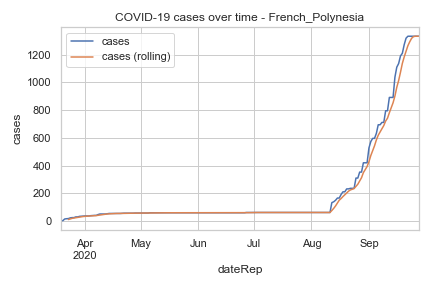 COVID-19 cases over time - French_Polynesia
cases
cases (rolling)
cases
1200
1000
800
600
400
200
0
Apr
2020
May
Jun
Jul
Aug
Sep
dateRep